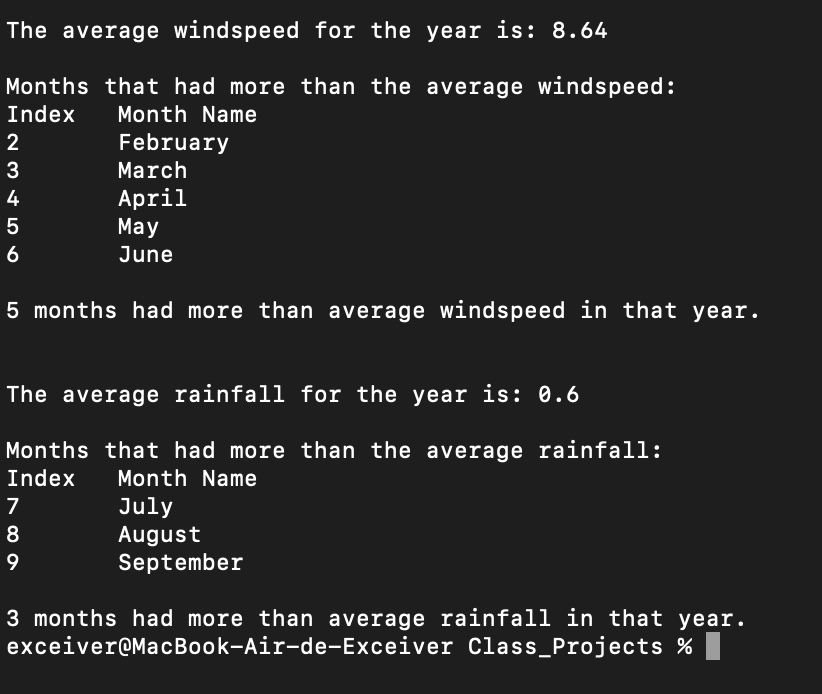 The average windspeed for the year is: 8.64
Months that had more than the average windspeed:
Index   Month Name
2       February
3       March
4       April
5       May
6       June
5 months had more than average windspeed in that year.
The average rainfall for the year is: 0.6
Months that had more than the average rainfall:
Index   Month Name
7       July
8       August
9       September
3 months had more than average rainfall in that year.
exceiver@MacBook-Air-de-Exceiver Class_Projects %